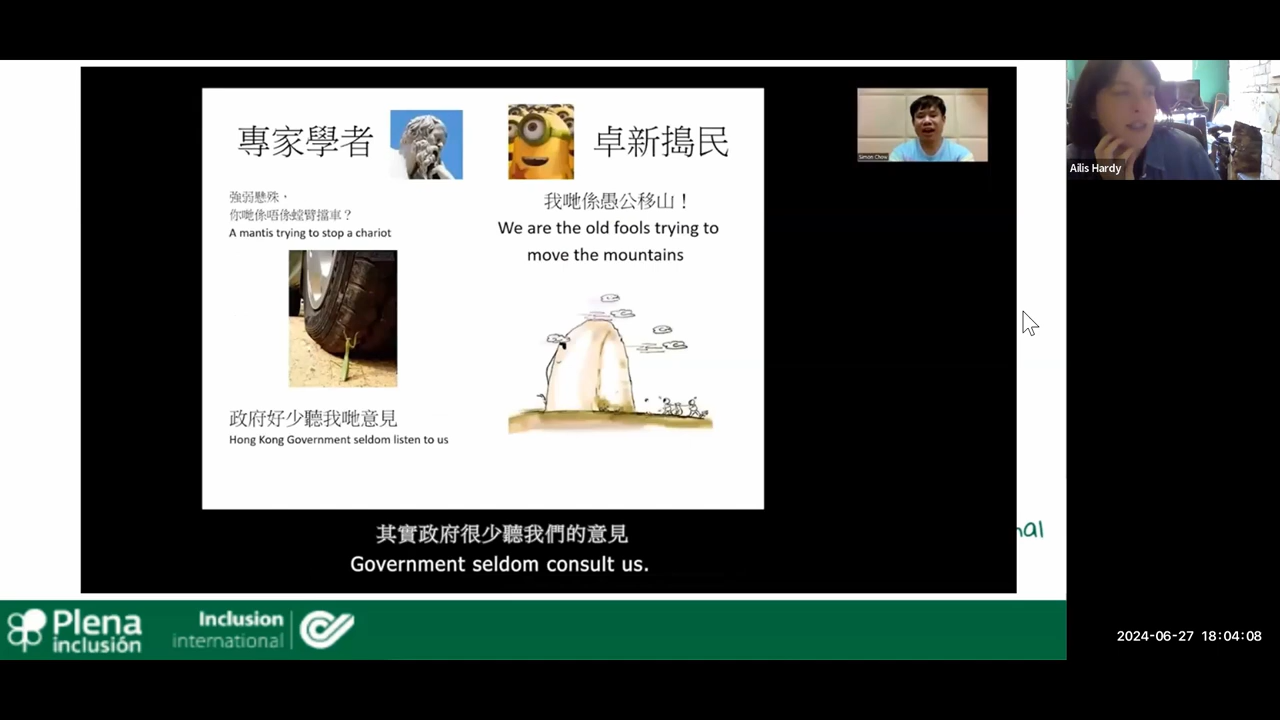 專家學者
卓新搗民
強弱懸殊，
你哋係唔係螳臂擋車？
A mantis trying to stop a chariot
我哋係愚公移山！
We are the old fools trying to
move the mountains
政府好少聽我哋意見
Hong Kong Government seldom listen to us
其實政府很少聽我們的意見
Government seldom consult us.
Simon Chow
Ailis Hardy
nal
Plena
inclusión
Inclusion
international
2024-06-27 18:04:08